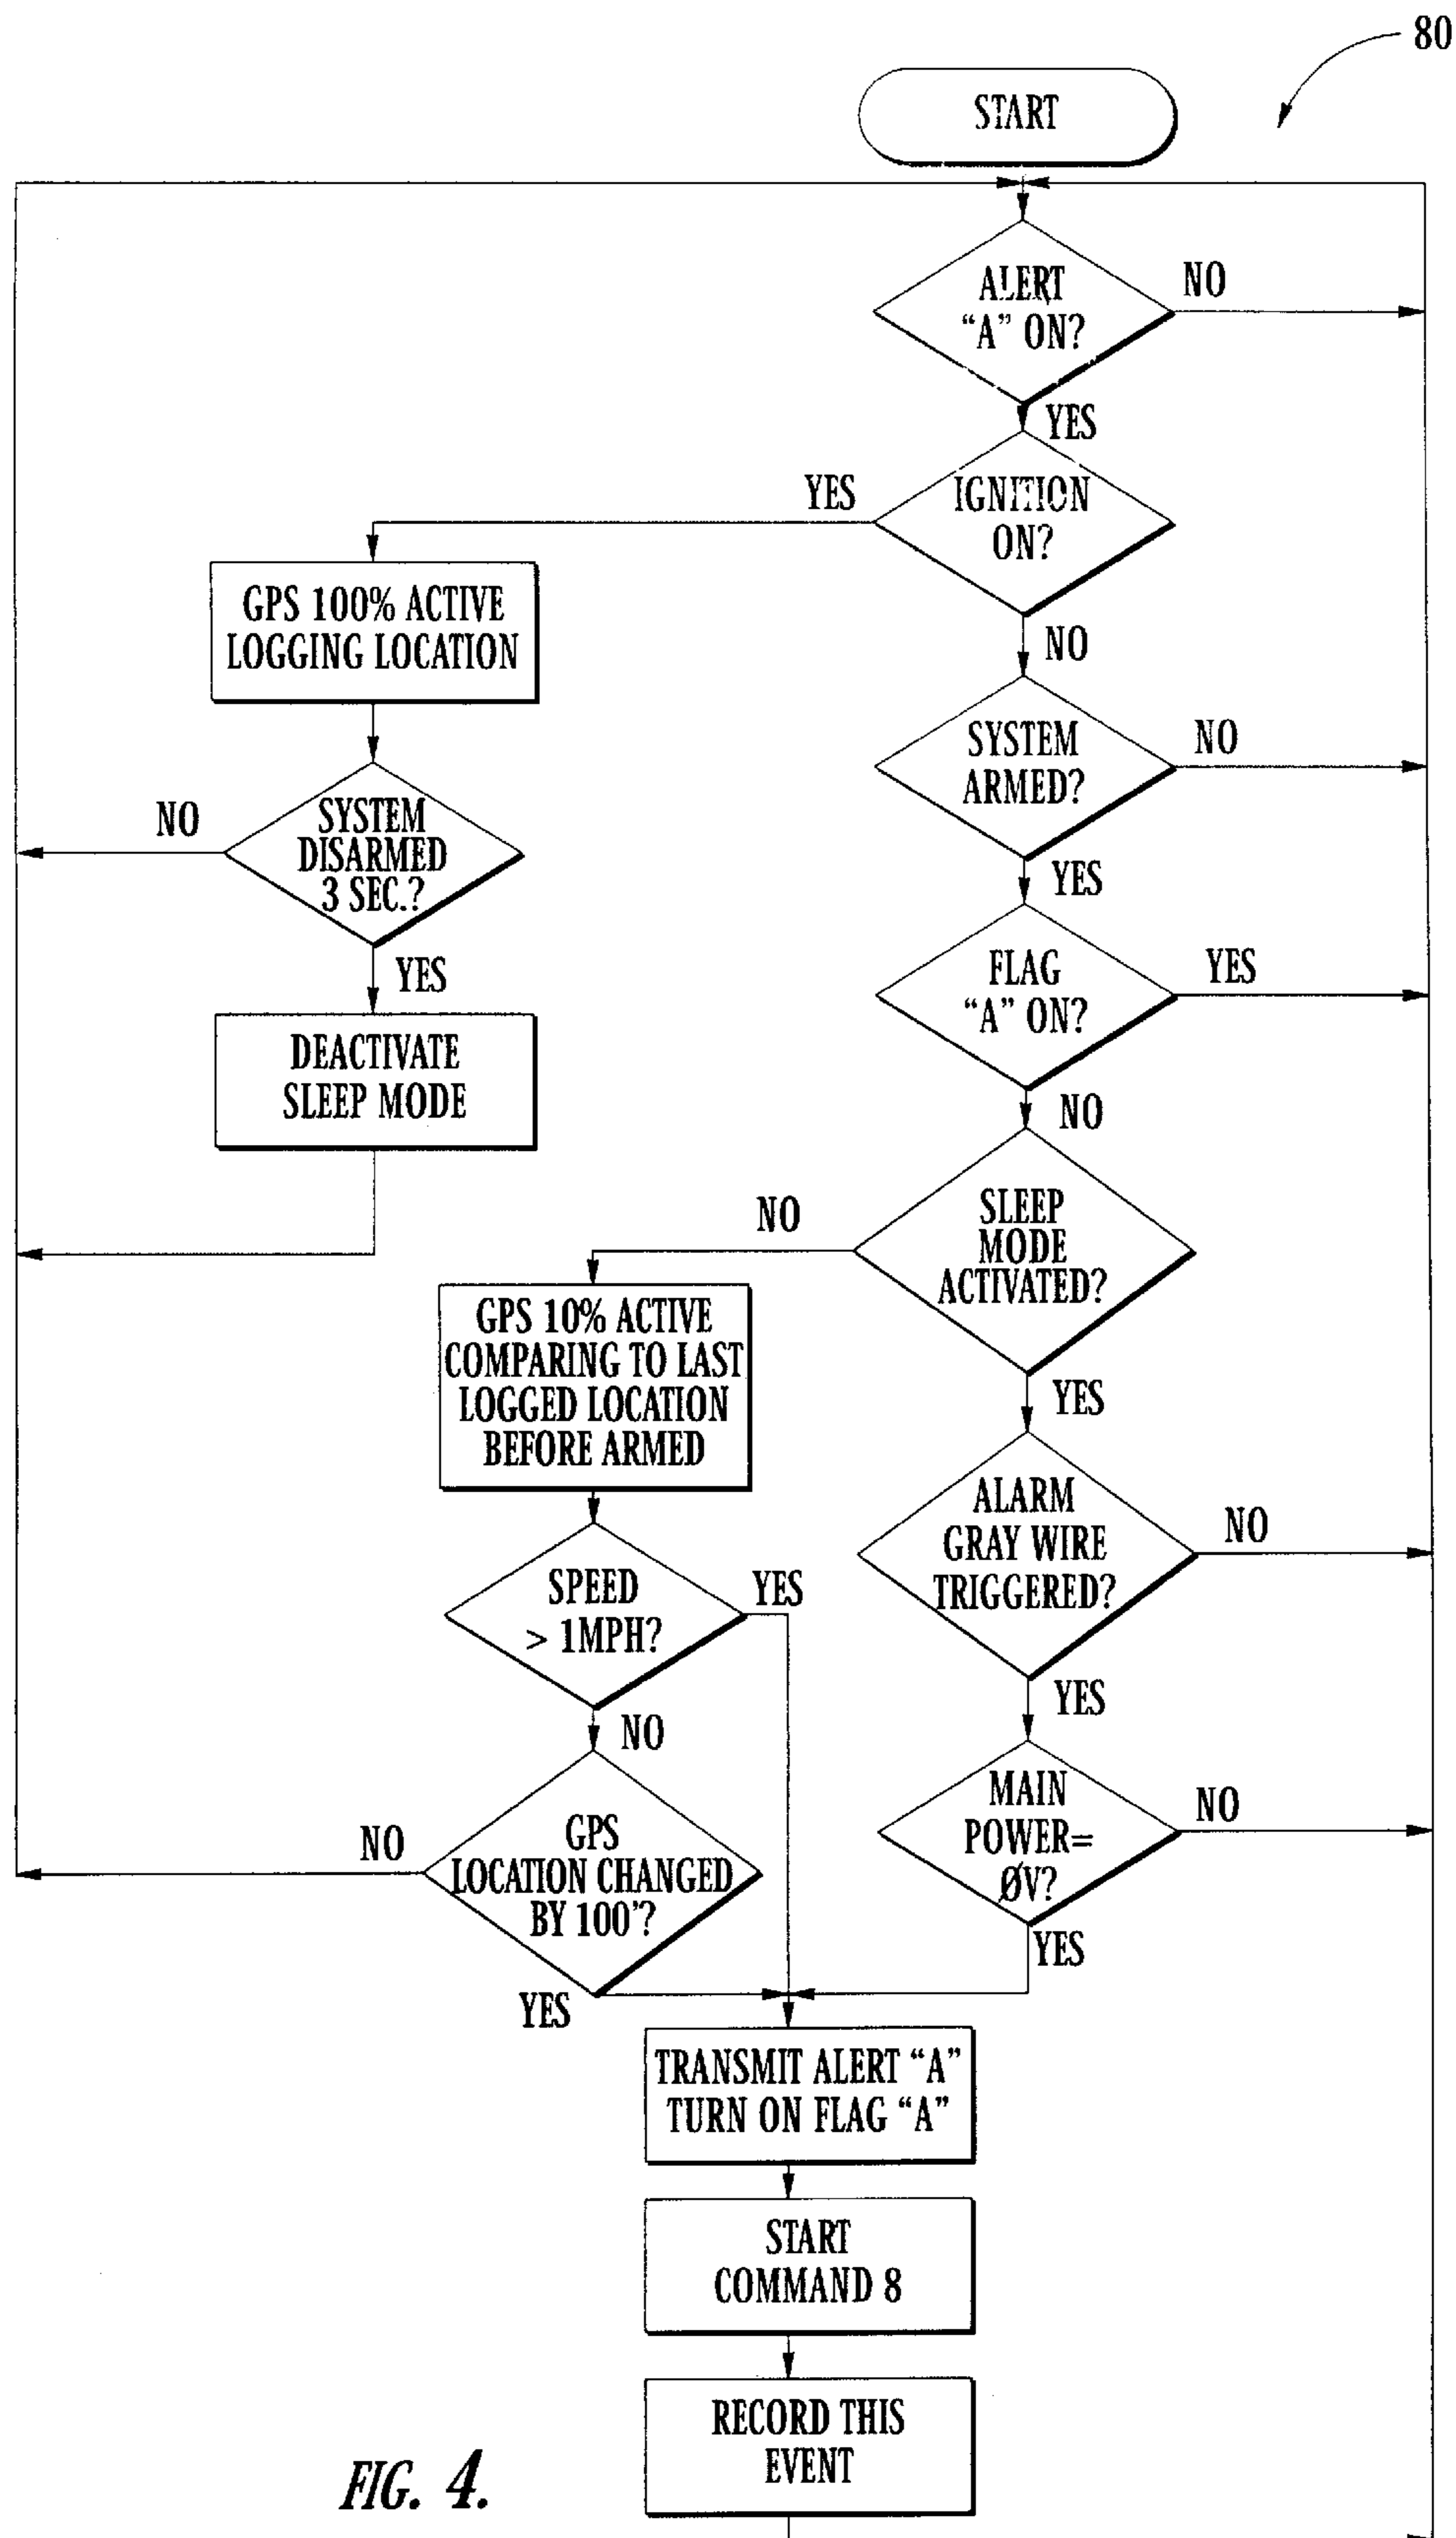 80
START
ALERT
“A” ON?
NO
YES
IGNITION
ON?
YES
NO
GPS 100% ACTIVE
LOGGING LOCATION
SYSTEM
ARMED?
NO
YES
SYSTEM
DISARMED
3 SEC.?
NO
YES
FLAG
“A” ON?
YES
NO
DEACTIVATE
SLEEP MODE
SLEEP
MODE
ACTIVATED?
NO
YES
GPS 10% ACTIVE
COMPARING TO LAST
LOGGED LOCATION
BEFORE ARMED
ALARM
GRAY WIRE
TRIGGERED?
NO
YES
SPEED
> 1MPH?
YES
NO
MAIN
POWER=
ØV?
NO
YES
GPS
LOCATION CHANGED
BY 100'?
NO
YES
TRANSMIT ALERT “A”
TURN ON FLAG “A”
START
COMMAND 8
RECORD THIS
EVENT
FIG. 4.